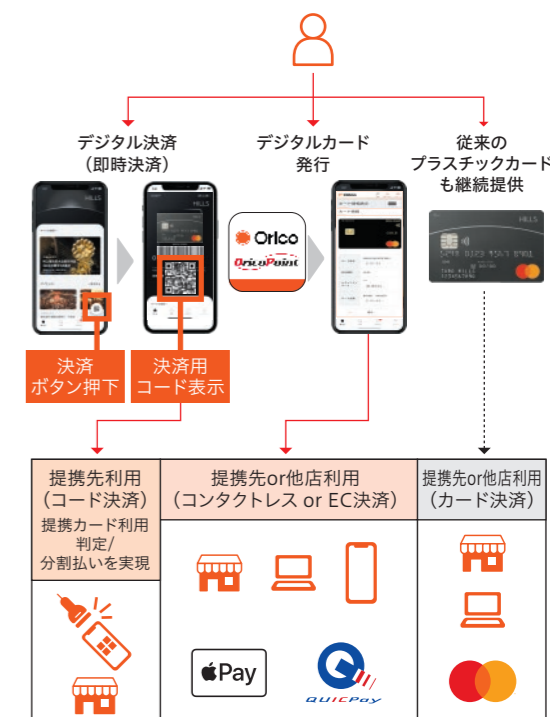 デジタル決済
（即時決済）
デジタルカード
発行
従来の
プラスチックカード
も継続提供
HILLS
HILLS
Orico
OricoPoint
HILLS
決済
ボタン押下
決済用
コード表示
提携先利用
（コード決済）
提携カード利用
判定/
分割払いを実現
提携先or他店利用
（コンタクトレス or EC決済）
提携先or他店利用
（カード決済）
Pay
QUICPay